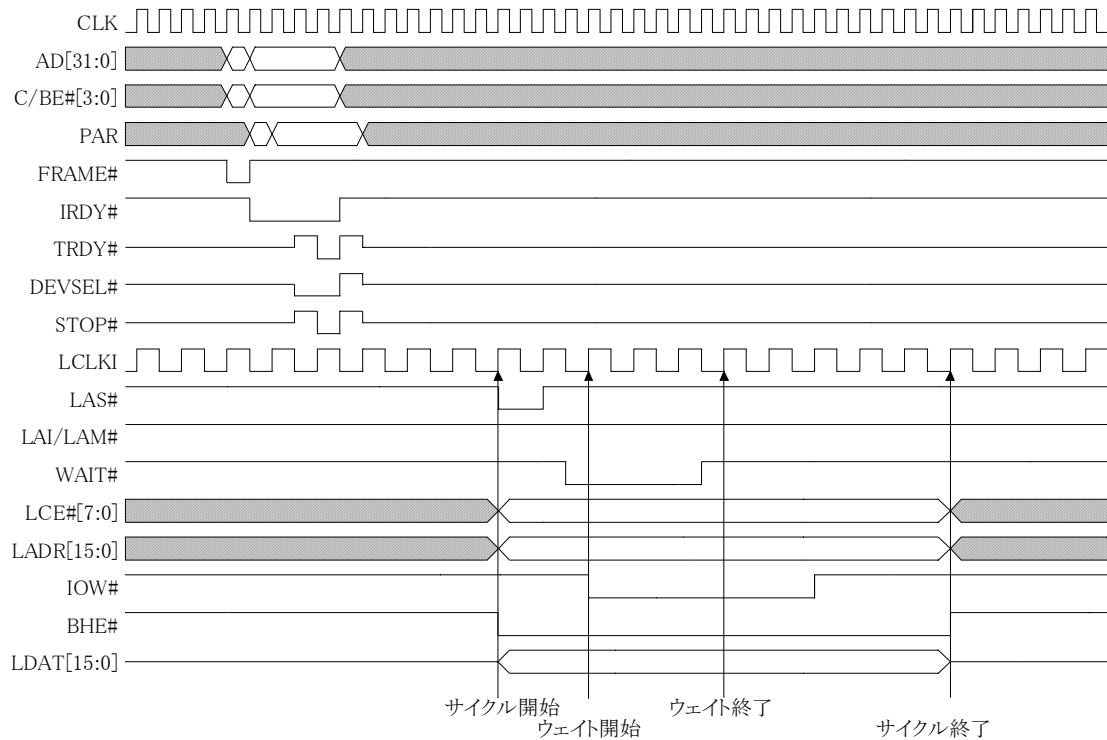 CLK
AD[31:0]
C/BE#[3:0]
PAR
FRAME#
IRDY#
TRDY#
DEVSEL#
STOP#
LCLKI
LAS#
LAI/LAM#
WAIT#
LCE#[7:0]
LADR[15:0]
IOW#
BHE#
LDAT[15:0]
サイクル開始
ウェイト開始
ウェイト終了
サイクル終了